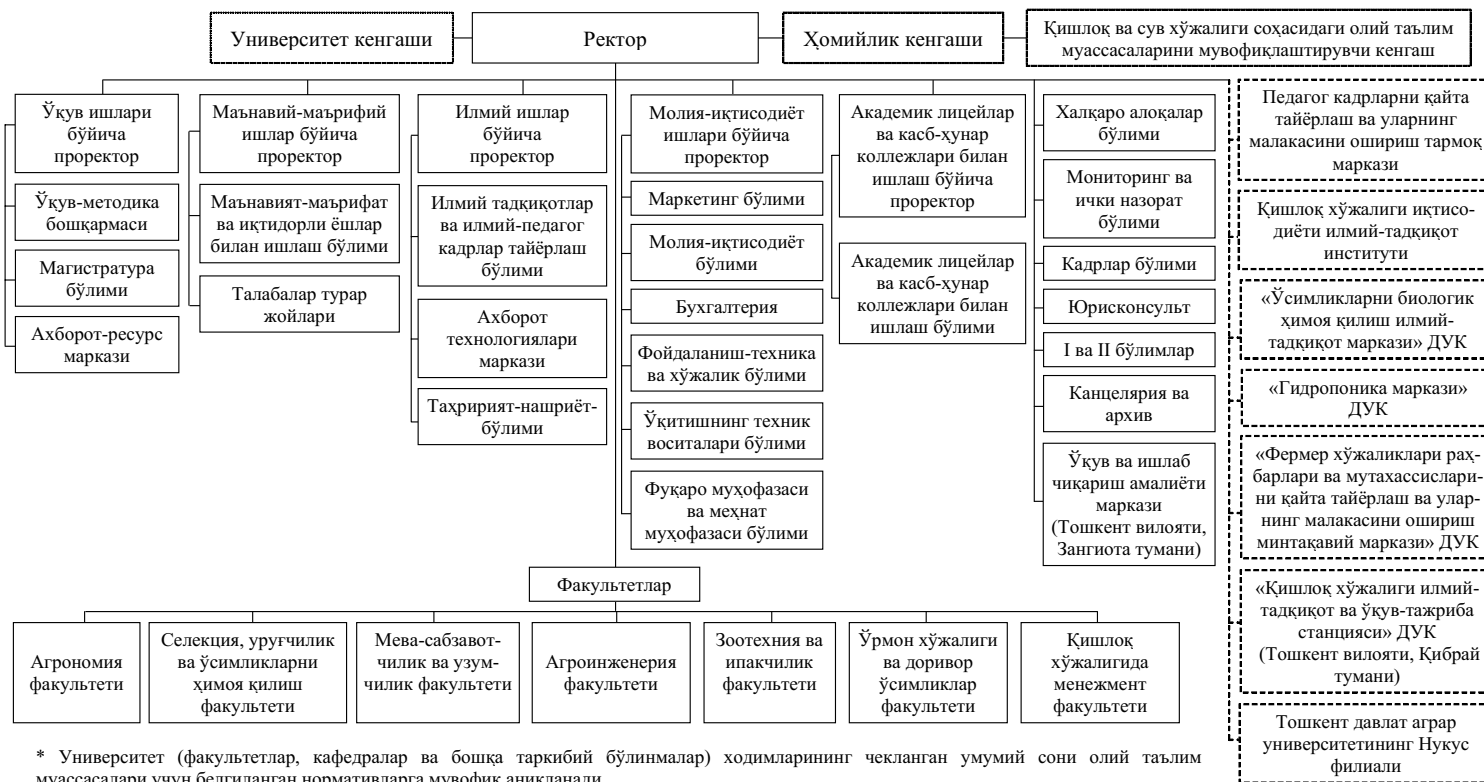 Университет кенгаши
Ректор
Ҳомийлик кенгаши
Қишлоқ ва сув хўжалиги соҳасидаги олий таълим
муассасаларини мувофиқлаштирувчи кенгаш
Ўқув ишлари
бўйича
проректор
Ўқув-методика
бошқармаси
Магистратура
бўлими
Ахборот-ресурс
маркази
Маънавий-маърифий
ишлар бўйича
проректор
Маънавият-маърифат
ва иқтидорли ёшлар
билан ишлаш бўлими
Талабалар турар
жойлари
Илмий ишлар
бўйича
проректор
Илмий тадқиқотлар
ва илмий-педагог
кадрлар тайёрлаш
бўлими
Ахборот
технологиялари
маркази
Таҳририят-нашриёт-
бўлими
Молия-иқтисодиёт
ишлари бўйича
проректор
Маркетинг бўлими
Молия-иқтисодиёт
бўлими
Бухгалтерия
Фойдаланиш-техника
ва хўжалик бўлими
Ўқитишнинг техник
воситалари бўлими
Фуқаро муҳофазаси
ва меҳнат
муҳофазаси бўлими
Академик лицейлар
ва касб-ҳунар
коллежлари билан
ишлаш бўйича
проректор
Академик лицейлар
ва касб-ҳунар
коллежлари билан
ишлаш бўлими
Халқаро алоқалар
бўлими
Мониторинг ва
ички назорат
бўлими
Кадрлар бўлими
Юрисконсульт
I ва II бўлимлар
Канцелярия ва
архив
Ўқув ва ишлаб
чиқариш амалиёти
маркази
(Тошкент вилояти,
Зангиота тумани)
Педагог кадрларни қайта
тайёрлаш ва уларнинг
малакасини ошириш тармоқ
маркази
Қишлоқ хўжалиги иқтисо-
диёти илмий-тадқиқот
институти
«Ўсимликларни биологик
ҳимоя қилиш илмий-
тадқиқот маркази» ДУК
«Гидропоника маркази»
ДУК
«Фермер хўжаликлари раҳ-
барлари ва мутахассислари-
ни қайта тайёрлаш ва улар-
нинг малакасини ошириш
минтақавий маркази» ДУК
«Қишлоқ хўжалиги илмий-
тадқиқот ва ўқув-тажриба
станцияси» ДУК
(Тошкент вилояти, Қибрай
тумани)
Тошкент давлат аграр
университетининг Нукус
филиали
Факультетлар
Агрономия
факультети
Селекция, уруғчилик
ва ўсимликларни
ҳимоя қилиш
факультети
Мева-сабзавот-
чилик ва узум-
чилик факультети
Агроинженерия
факультети
Зоотехния ва
ипакчилик
факультети
Ўрмон хўжалиги
ва доривор
ўсимликлар
факультети
Қишлоқ
хўжалигида
менежмент
факультети
* Университет (факультетлар, кафедралар ва бошқа таркибий бўлинмалар) ходимларининг чекланган умумий сони олий таълим
муассасалари учун белгиланган нормативларга мувофиқ аниқланади